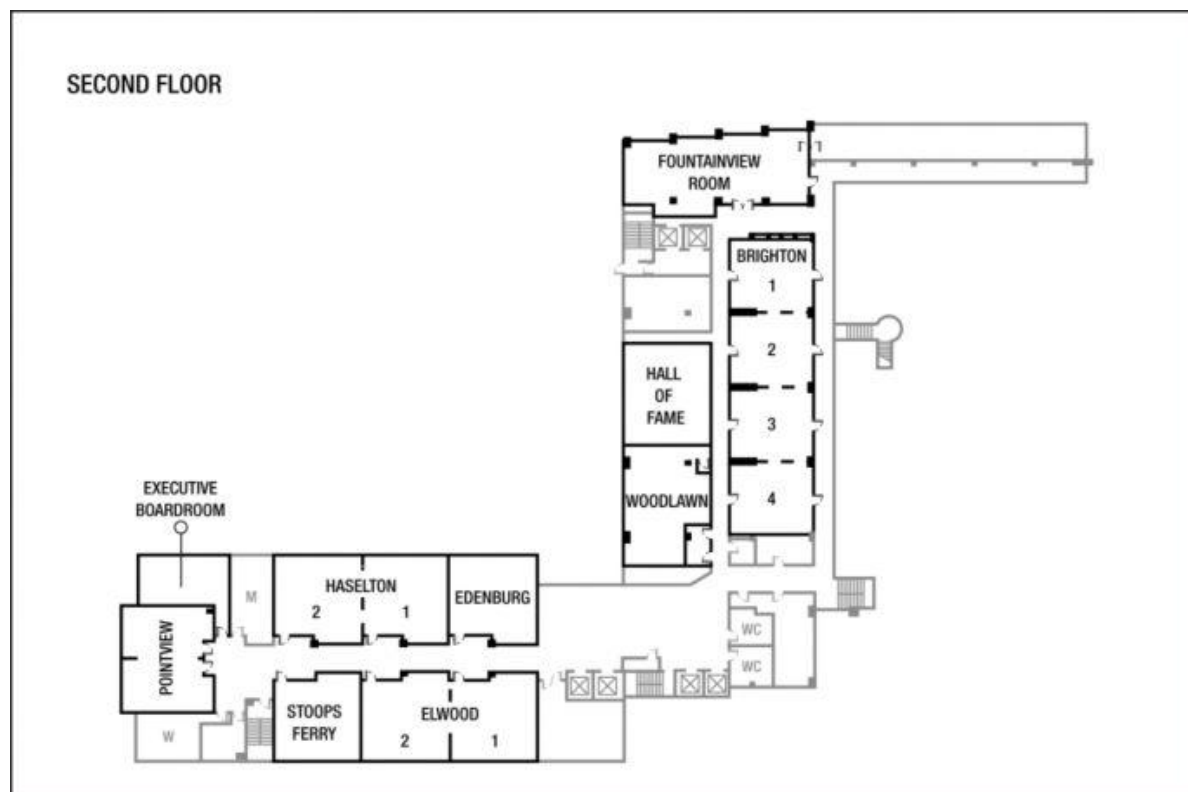 SECOND FLOOR
FOUNTAINVIEW
ROOM
BRIGHTON
1
2
3
4
HALL
OF
FAME
WOODLAWN
EXECUTIVE
BOARDROOM
M
HASELTON
2
1
EDENBURG
POINTVIEW
W
STOOPS
FERRY
ELWOOD
2
1
WC
WC